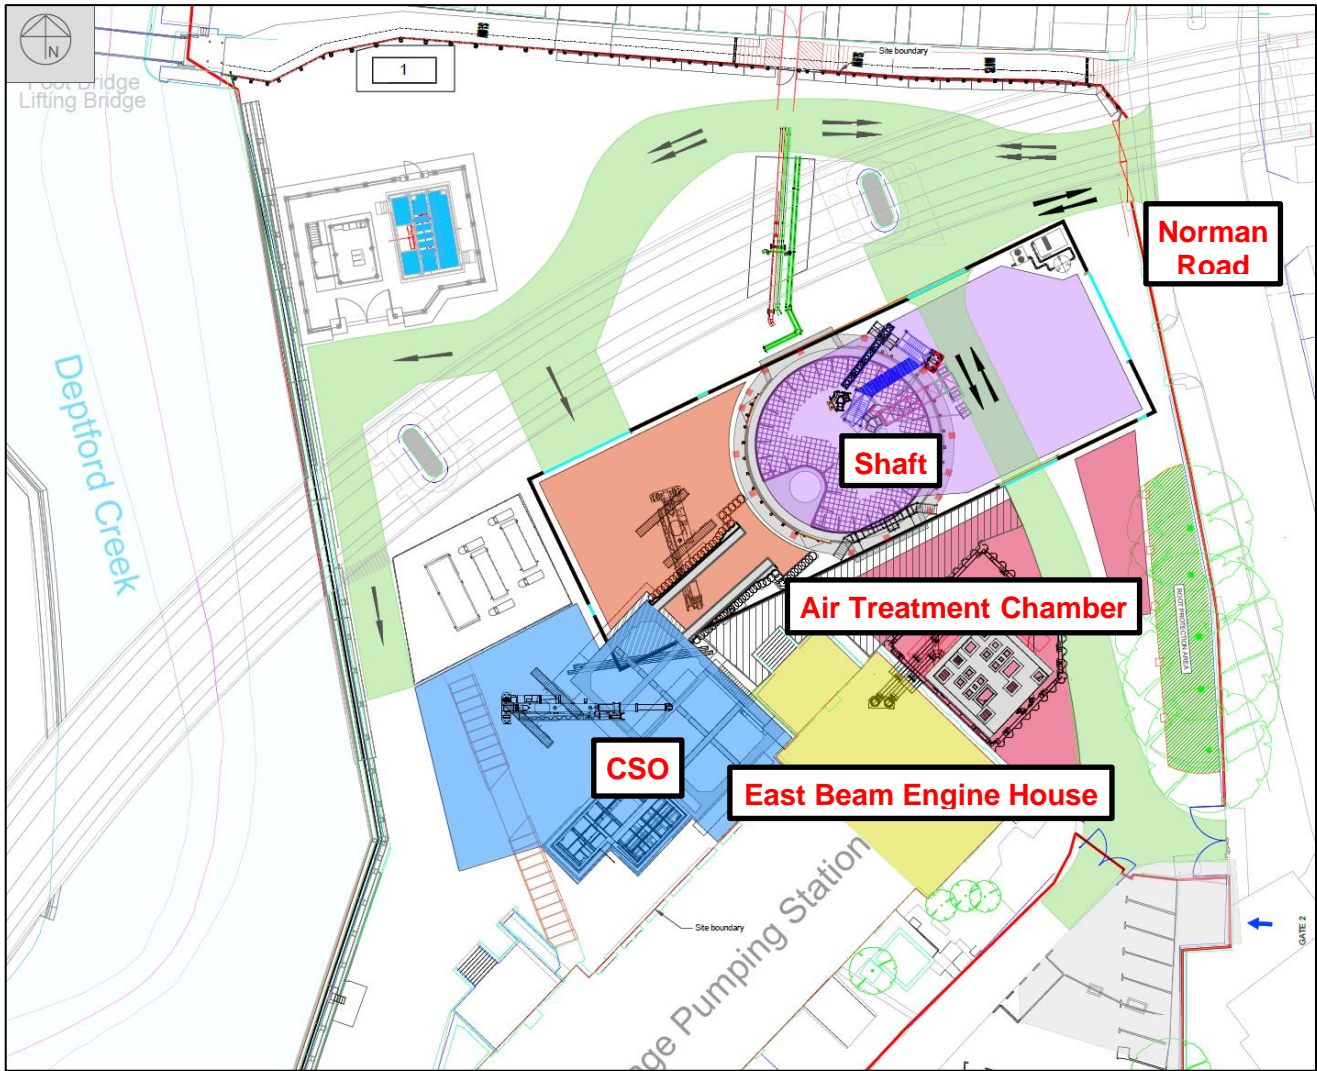 N
Foot Bridge
Lifting Bridge
1
Site boundary
Norman
Road
Deptford Creek
Shaft
Air Treatment Chamber
ROOT PROTECTION AREA
CSO
East Beam Engine House
Site boundary
age Pumping Station
GATE 2